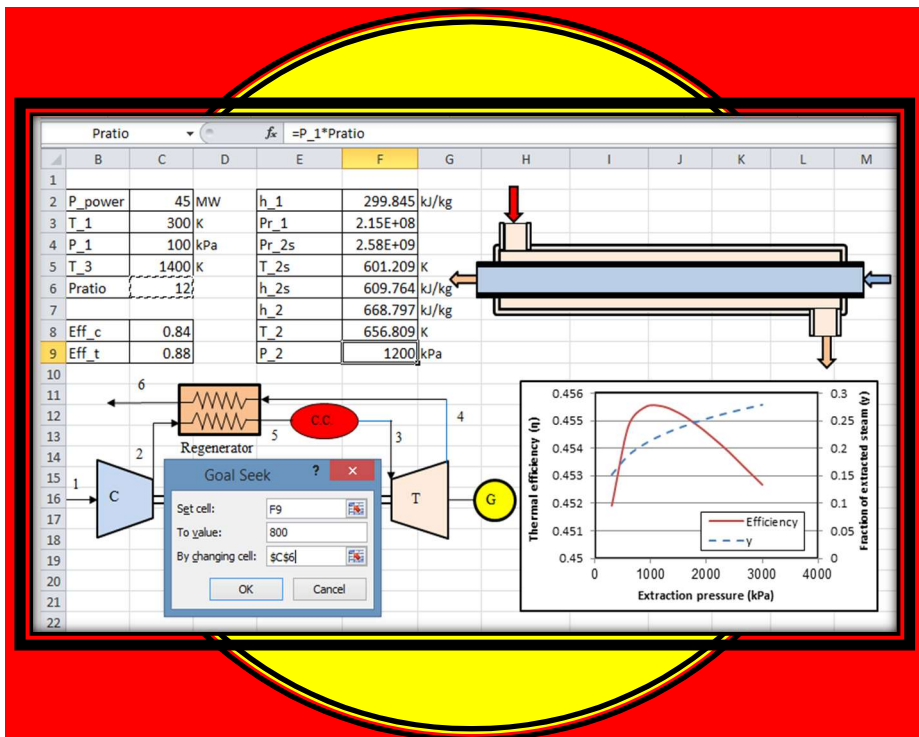 Pratio fx =P_1*Pratio
B C D E F G H I J K L M
1
2 P_power 45 MW h_1 299.845 kJ/kg
3 T_1 300 K Pr_1 2.15E+08
4 P_1 100 kPa Pr_2s 2.58E+09
5 T_3 1400 K T_2s 601.209 K
6 Pratio 12 h_2s 609.764 kJ/kg
7 h_2 668.797 kJ/kg
8 Eff_c 0.84 T_2 656.809 K
9 Eff_t 0.88 P_2 1200 kPa
10
11
12
13
14
15
16
17
18
19
20
21
22
6
4
C.C.
5
3
2
Regenerator
1
C
T
G
Goal Seek ? ×
Set cell: F9
To value: 800
By changing cell: $C$6
OK Cancel
Thermal efficiency (η)
0.456
0.455
0.454
0.453
0.452
0.451
0.45
0.3
0.25
0.2
0.15
0.1
0.05
0
Fraction of extracted steam (y)
Efficiency
y
0 1000 2000 3000 4000
Extraction pressure (kPa)